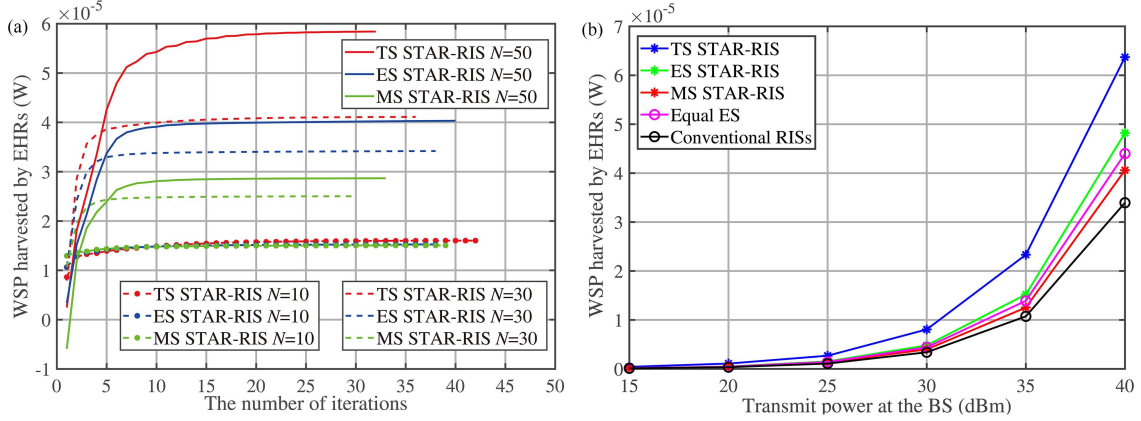 (a)
×10⁻⁵
WSP harvested by EHRs (W)
6
5
4
3
2
1
0
-1
TS STAR-RIS N=50
ES STAR-RIS N=50
MS STAR-RIS N=50
TS STAR-RIS N=10
ES STAR-RIS N=10
MS STAR-RIS N=10
TS STAR-RIS N=30
ES STAR-RIS N=30
MS STAR-RIS N=30
0 5 10 15 20 25 30 35 40 45 50
The number of iterations
(b)
×10⁻⁵
WSP harvested by EHRs (W)
7
6
5
4
3
2
1
0
TS STAR-RIS
ES STAR-RIS
MS STAR-RIS
Equal ES
Conventional RISs
15 20 25 30 35 40
Transmit power at the BS (dBm)